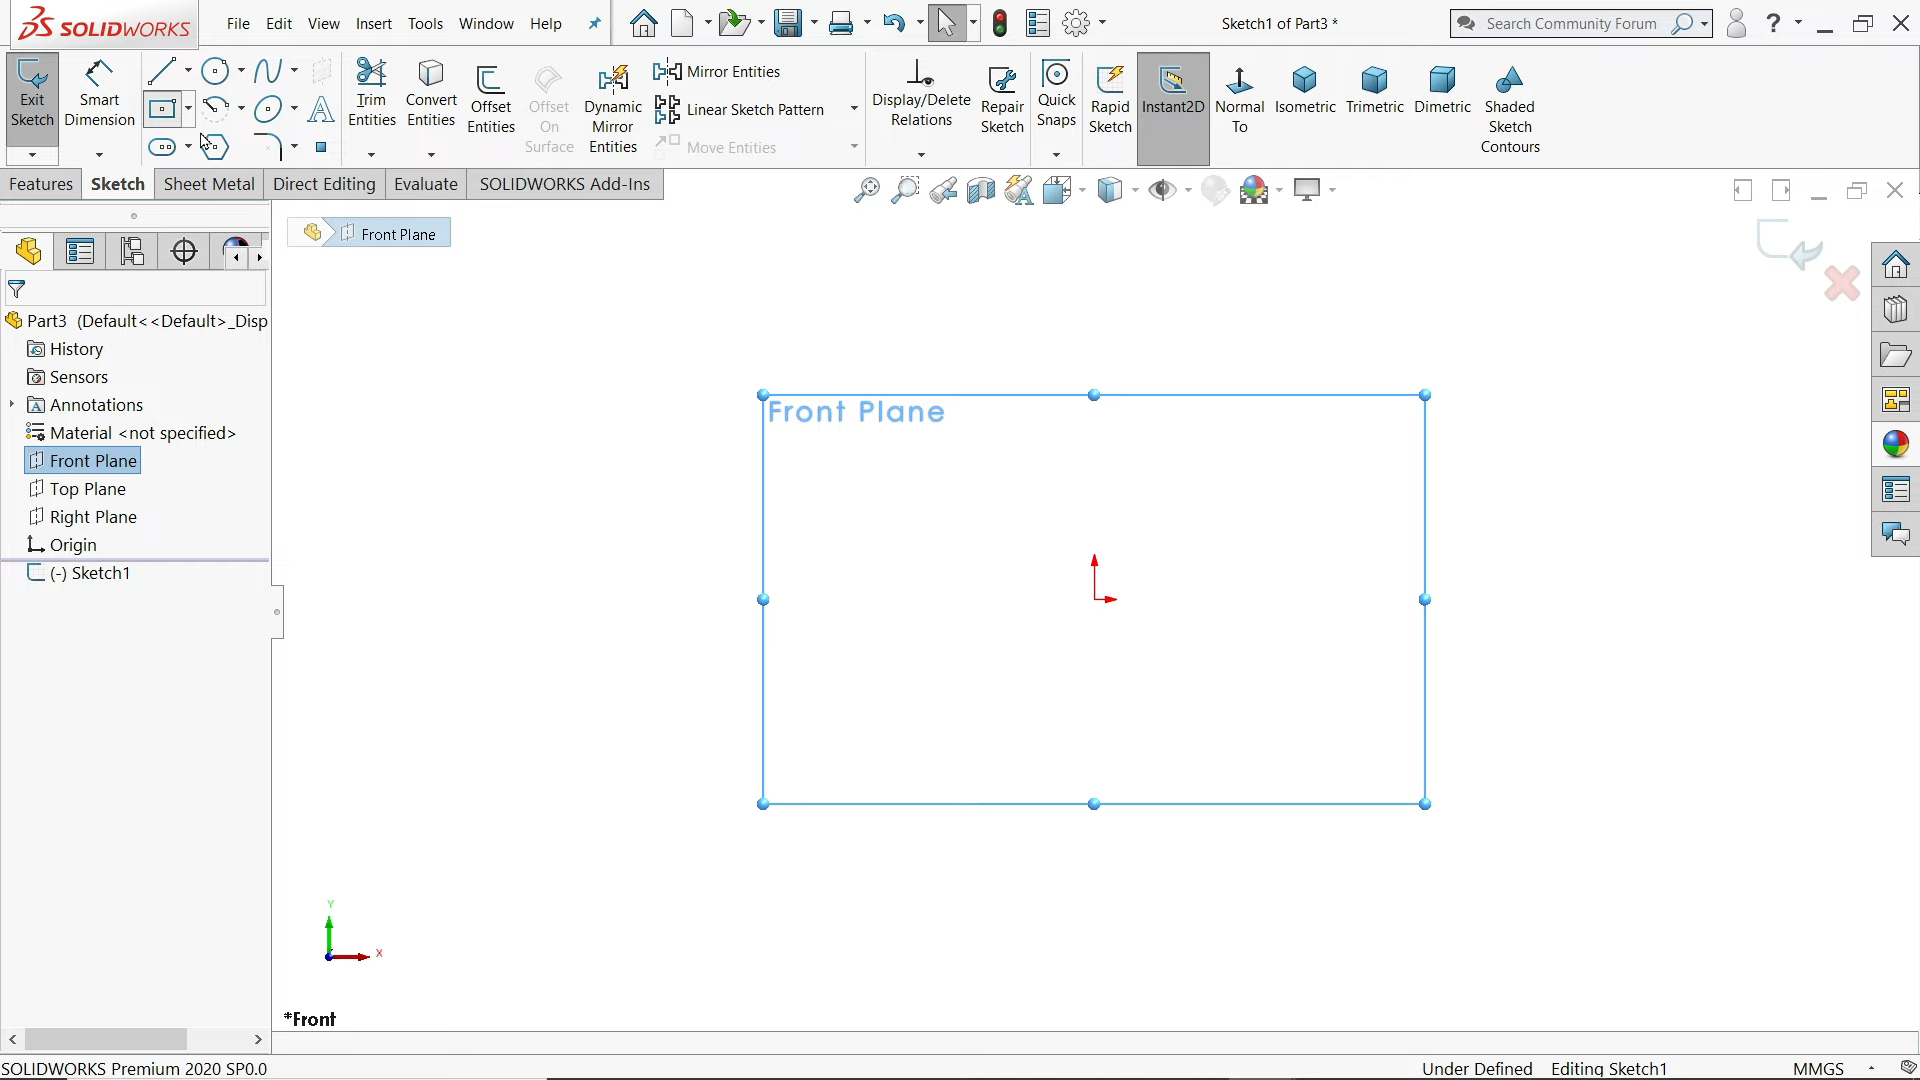 SOLIDWORKS
File Edit View Insert Tools Window Help
Sketch1 of Part3 *
Search Community Forum
?
Exit Sketch
Smart Dimension
Trim Entities
Convert Entities
Offset Entities
Offset On Surface
Dynamic Mirror Entities
Mirror Entities
Linear Sketch Pattern
Move Entities
Display/Delete Relations
Repair Sketch
Quick Snaps
Rapid Sketch
Instant2D
Normal To
Isometric
Trimetric
Dimetric
Shaded Sketch Contours
Features Sketch Sheet Metal Direct Editing Evaluate SOLIDWORKS Add-Ins
Front Plane
Part3 (Default<<Default>_Disp
History
Sensors
Annotations
Material <not specified>
Front Plane
Top Plane
Right Plane
Origin
(-) Sketch1
Front Plane
Y
X
*Front
SOLIDWORKS Premium 2020 SP0.0
Under Defined Editing Sketch1 MMGS